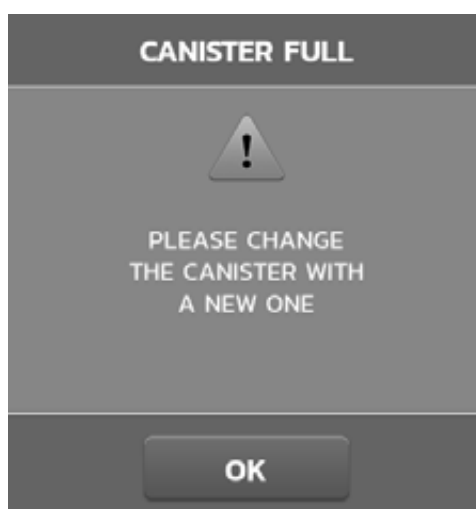 CANISTER FULL
!
PLEASE CHANGE
THE CANISTER WITH
A NEW ONE
OK